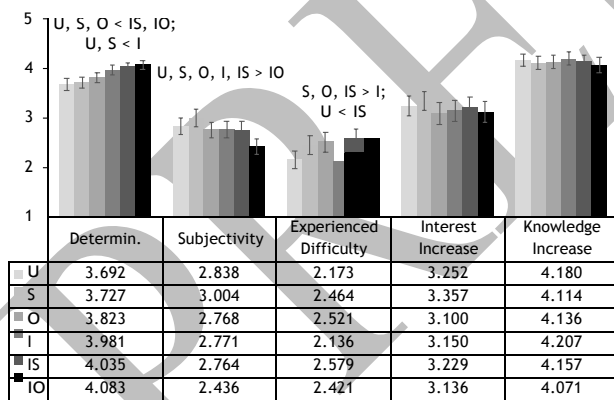 5
U, S, O < IS, IO;
U, S < I
4
U, S, O, I, IS > IO
S, O, IS > I;
U < IS
3
2
1
Determin. Subjectivity Experienced Difficulty Interest Increase Knowledge Increase
U 3.692 2.838 2.173 3.252 4.180
S 3.727 3.004 2.464 3.357 4.114
O 3.823 2.768 2.521 3.100 4.136
I 3.981 2.771 2.136 3.150 4.207
IS 4.035 2.764 2.579 3.229 4.157
IO 4.083 2.436 2.421 3.136 4.071